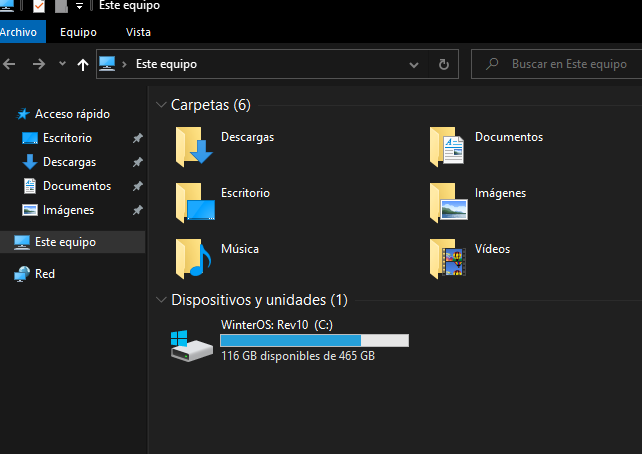 Este equipo
Archivo Equipo Vista
Este equipo Buscar en Este equipo
Acceso rápido
Escritorio
Descargas
Documentos
Imágenes
Este equipo
Red
Carpetas (6)
Descargas Documentos
Escritorio Imágenes
Música Vídeos
Dispositivos y unidades (1)
WinterOS: Rev10 (C:)
116 GB disponibles de 465 GB